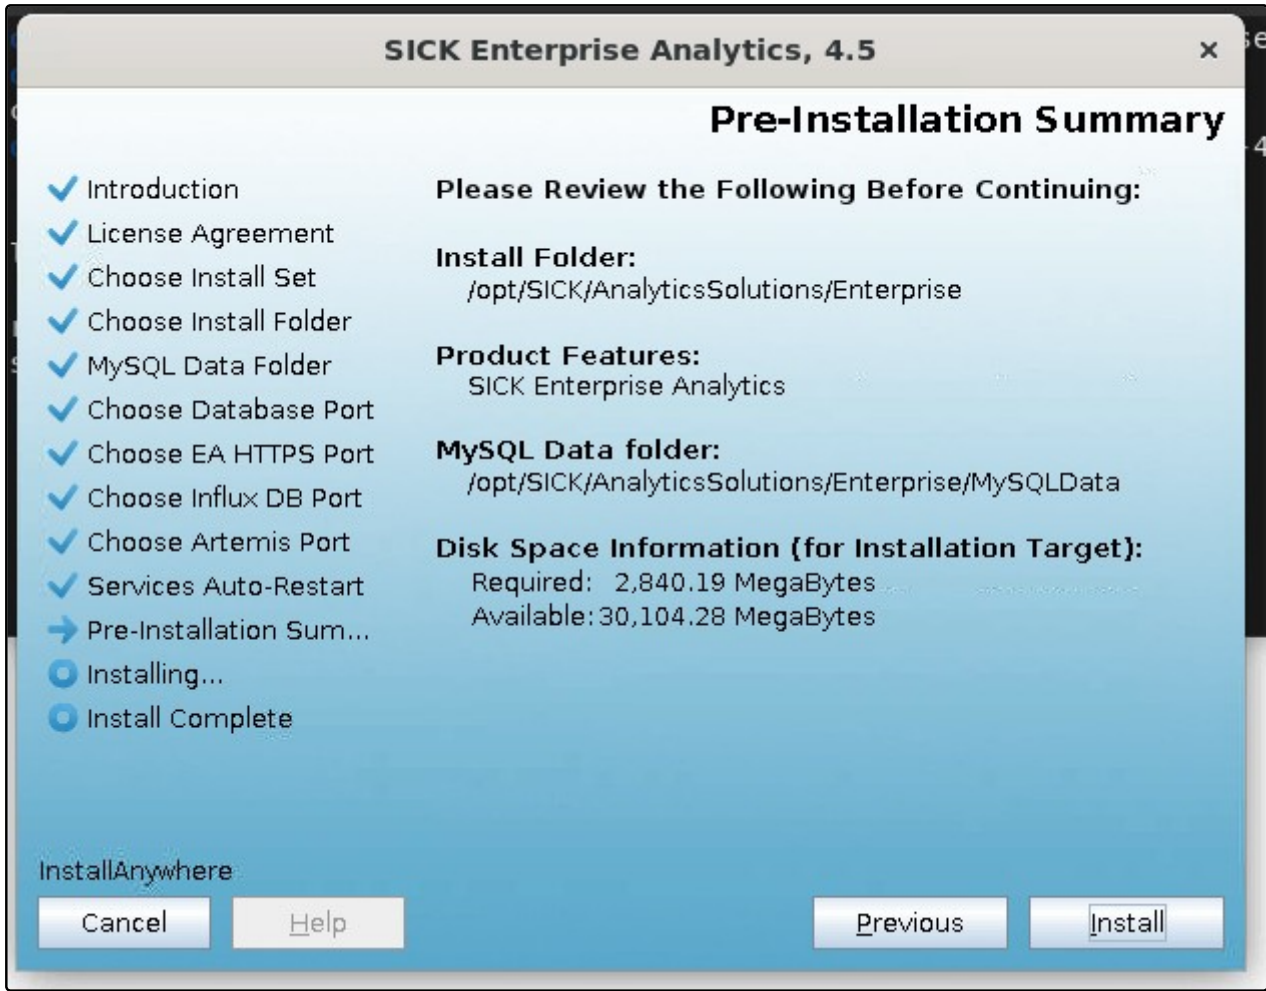 SICK Enterprise Analytics, 4.5
Pre-Installation Summary
Introduction
License Agreement
Choose Install Set
Choose Install Folder
MySQL Data Folder
Choose Database Port
Choose EA HTTPS Port
Choose Influx DB Port
Choose Artemis Port
Services Auto-Restart
Pre-Installation Sum...
Installing...
Install Complete
Please Review the Following Before Continuing:
Install Folder:
/opt/SICK/AnalyticsSolutions/Enterprise
Product Features:
SICK Enterprise Analytics
MySQL Data folder:
/opt/SICK/AnalyticsSolutions/Enterprise/MySQLData
Disk Space Information (for Installation Target):
Required: 2,840.19 MegaBytes
Available: 30,104.28 MegaBytes
InstallAnywhere
Cancel
Help
Previous
Install